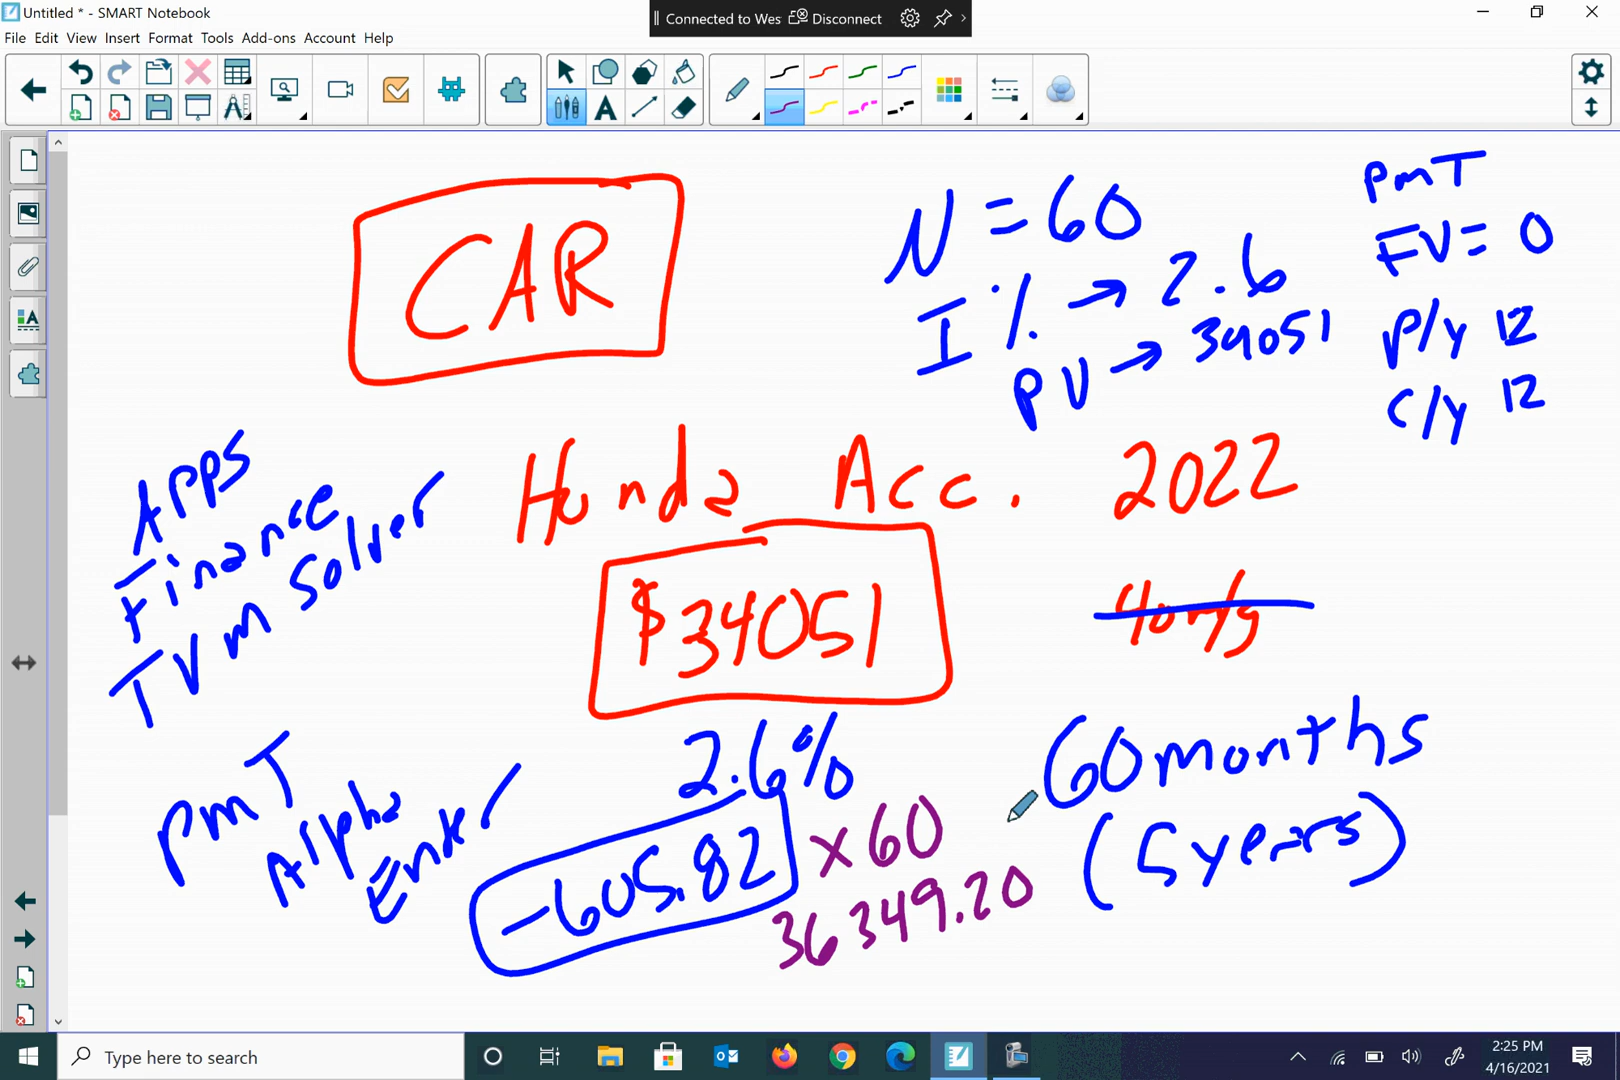 Untitled * - SMART Notebook
Connected to Wes Disconnect
File Edit View Insert Format Tools Add-ons Account Help
CAR
N = 60
I % → 2.6
PV → 34051
PmT
FV = 0
P/y 12
C/y 12
Apps
Finance
TVM Solver
Honda Acc. 2022
$34051
2.6%
60 months
(5 years)
PmT
Alpha
Enter
-605.82 × 60
36349.20
Type here to search
2:25 PM
4/16/2021